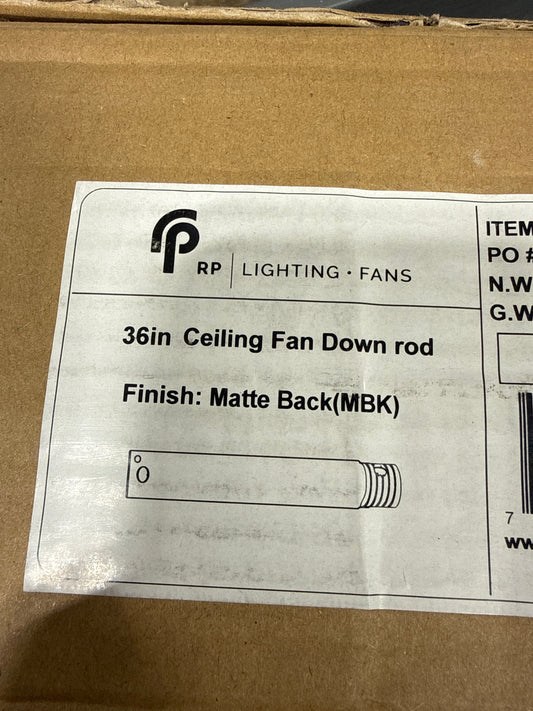 RP | LIGHTING · FANS
36in Ceiling Fan Down rod
Finish: Matte Back(MBK)
ITEM
PO #
N.W
G.W
7
ww